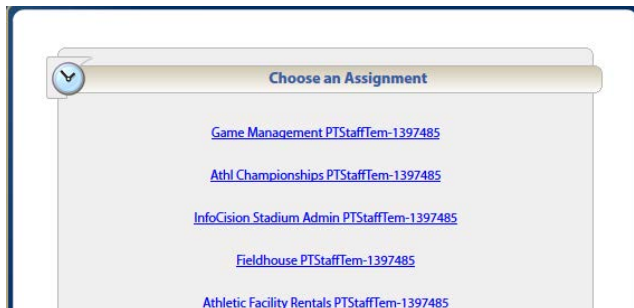 Choose an Assignment
Game Management PTStaffTem-1397485
Athl Championships PTStaffTem-1397485
InfoCision Stadium Admin PTStaffTem-1397485
Fieldhouse PTStaffTem-1397485
Athletic Facility Rentals PTStaffTem-1397485